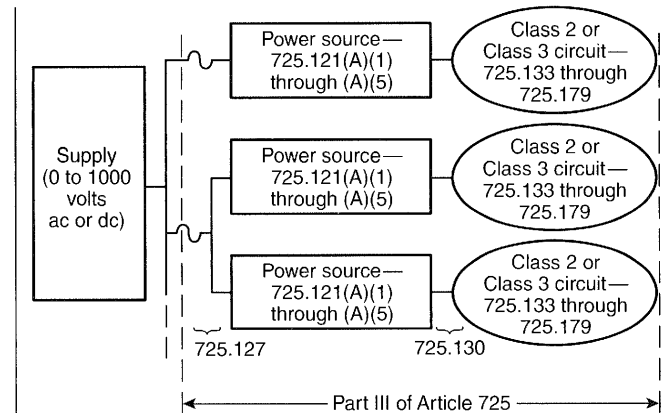 Supply
(0 to 1000
volts
ac or dc)
Power source—
725.121(A)(1)
through (A)(5)
Class 2 or
Class 3 circuit—
725.133 through
725.179
Power source—
725.121(A)(1)
through (A)(5)
Class 2 or
Class 3 circuit—
725.133 through
725.179
Power source—
725.121(A)(1)
through (A)(5)
Class 2 or
Class 3 circuit—
725.133 through
725.179
725.127
725.130
Part III of Article 725